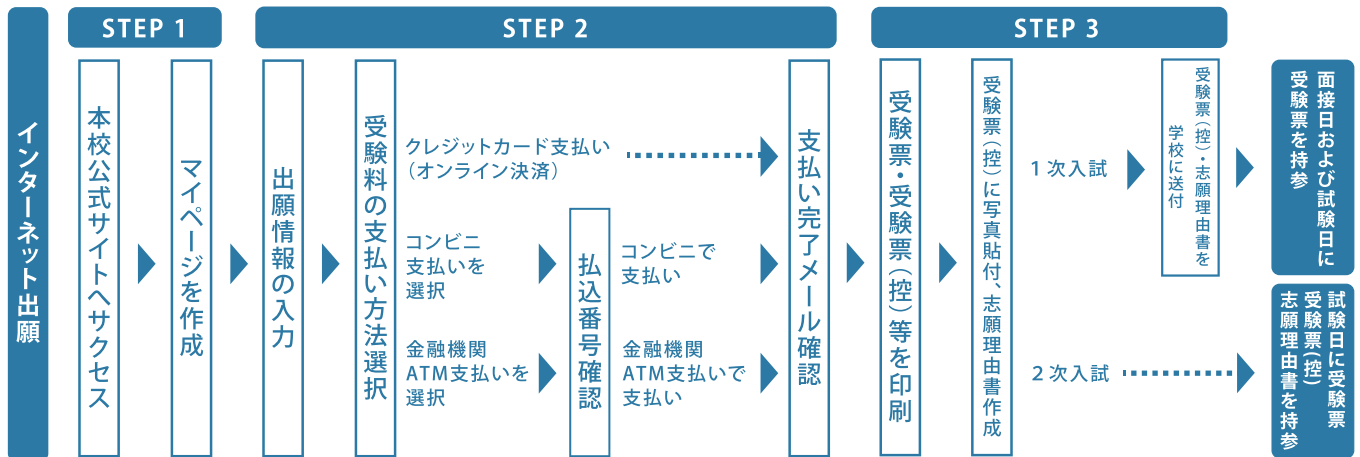 インターネット出願
STEP 1
本校公式サイトへサクセス
マイページを作成
STEP 2
出願情報の入力
受験料の支払い方法選択
クレジットカード支払い
(オンライン決済)
コンビニ
支払いを
選択
金融機関
ATM支払いを
選択
払込番号確認
コンビニで
支払い
金融機関
ATM支払いで
支払い
支払い完了メール確認
STEP 3
受験票・受験票(控)等を印刷
受験票(控)に写真貼付、志願理由書作成
1次入試
受験票(控)・志願理由書を
学校に送付
面接日および試験日に
受験票を持参
2次入試
試験日に受験票
受験票(控)
志願理由書を持参